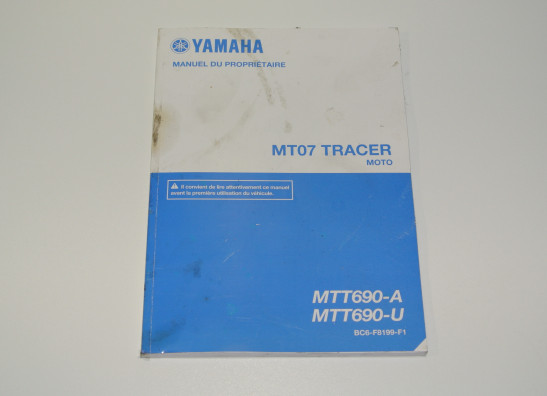 YAMAHA
MANUEL DU PROPRIÉTAIRE
MT07 TRACER
MOTO
Il convient de lire attentivement ce manuel
avant la première utilisation du véhicule.
MTT690-A
MTT690-U
BC6-F8199-F1